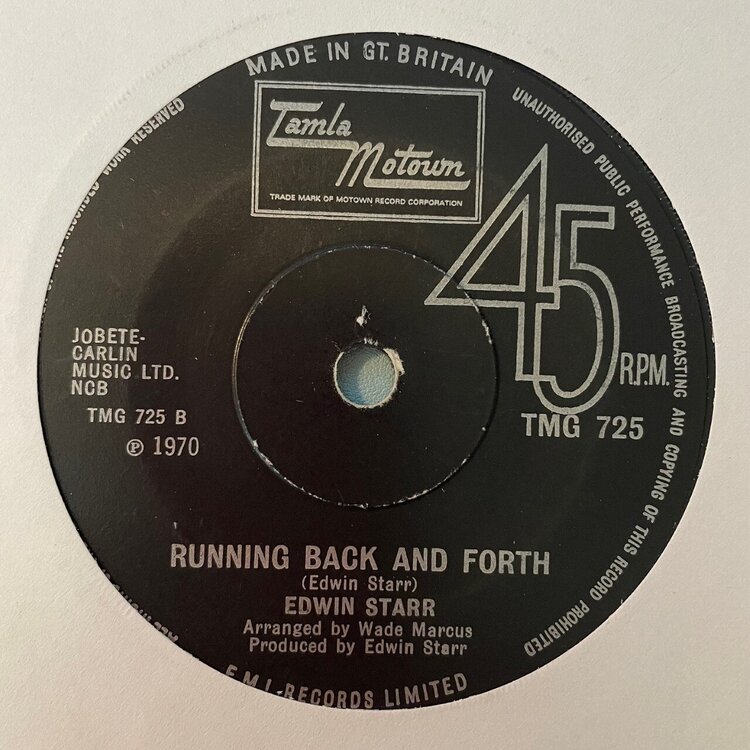 MADE IN GT. BRITAIN
UNAUTHORISED PUBLIC PERFORMANCE BROADCASTING AND COPYING OF THIS RECORD PROHIBITED
WORK RESERVED
Tamla
Motown
TRADE MARK OF MOTOWN RECORD CORPORATION
45
R.P.M.
TMG 725
JOBETE-
CARLIN
MUSIC LTD.
NCB
TMG 725 B
℗ 1970
RUNNING BACK AND FORTH
(Edwin Starr)
EDWIN STARR
Arranged by Wade Marcus
Produced by Edwin Starr
E.M.I. RECORDS LIMITED